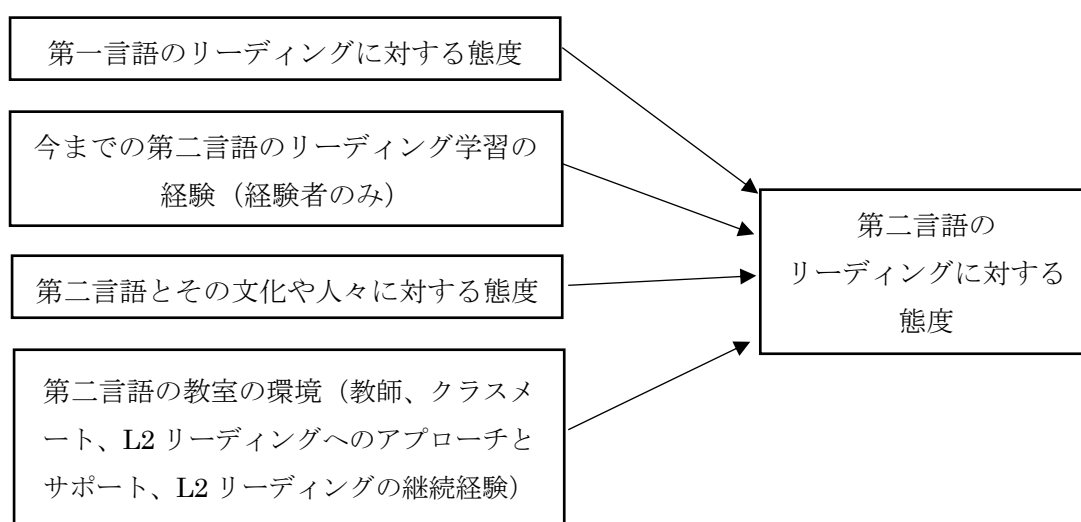 第一言語のリーディングに対する態度
今までの第二言語のリーディング学習の
経験（経験者のみ）
第二言語とその文化や人々に対する態度
第二言語の教室の環境（教師、クラスメ
ート、L2 リーディングへのアプローチと
サポート、L2 リーディングの継続経験）
第二言語の
リーディングに対する
態度